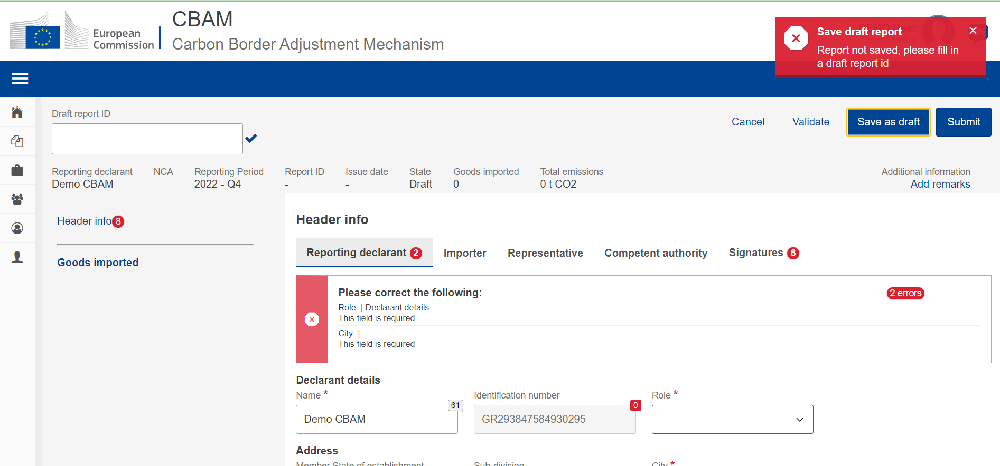 European
Commission
CBAM
Carbon Border Adjustment Mechanism
Save draft report
Report not saved, please fill in
a draft report id
Draft report ID
Cancel
Validate
Save as draft
Submit
Reporting declarant
Demo CBAM
NCA
Reporting Period
2022 - Q4
Report ID
-
Issue date
-
State
Draft
Goods imported
0
Total emissions
0 t CO2
Additional information
Add remarks
Header info 8
Goods imported
Header info
Reporting declarant 2
Importer
Representative
Competent authority
Signatures 6
Please correct the following:
2 errors
Role: | Declarant details
This field is required
City: |
This field is required
Declarant details
Name *
61
Demo CBAM
Identification number
0
GR293847584930295
Role *
Address
Member State of establishment
Sub-division
City *